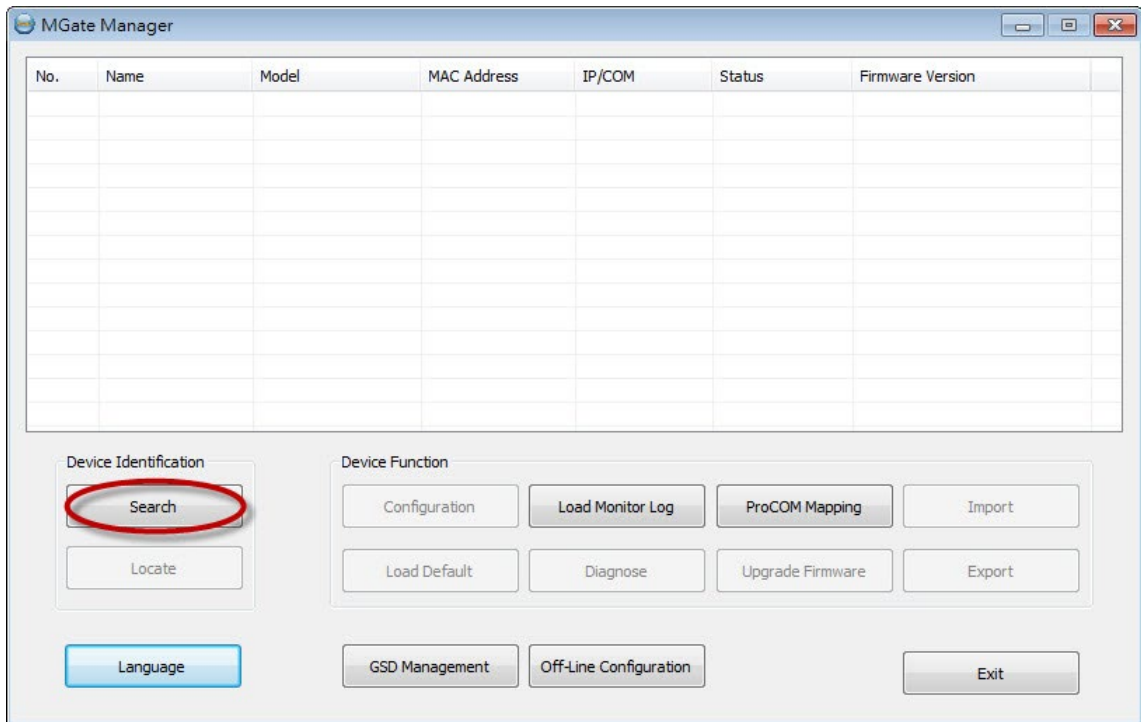 MGate Manager
No. Name Model MAC Address IP/COM Status Firmware Version
Device Identification Device Function
Search Configuration Load Monitor Log ProCOM Mapping Import
Locate Load Default Diagnose Upgrade Firmware Export
Language GSD Management Off-Line Configuration Exit